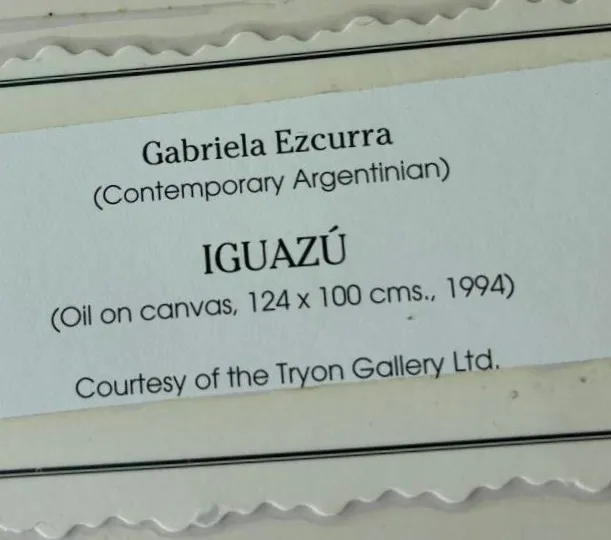 Gabriela Ezcurra
(Contemporary Argentinian)
IGUAZÚ
(Oil on canvas, 124 x 100 cms., 1994)
Courtesy of the Tryon Gallery Ltd.